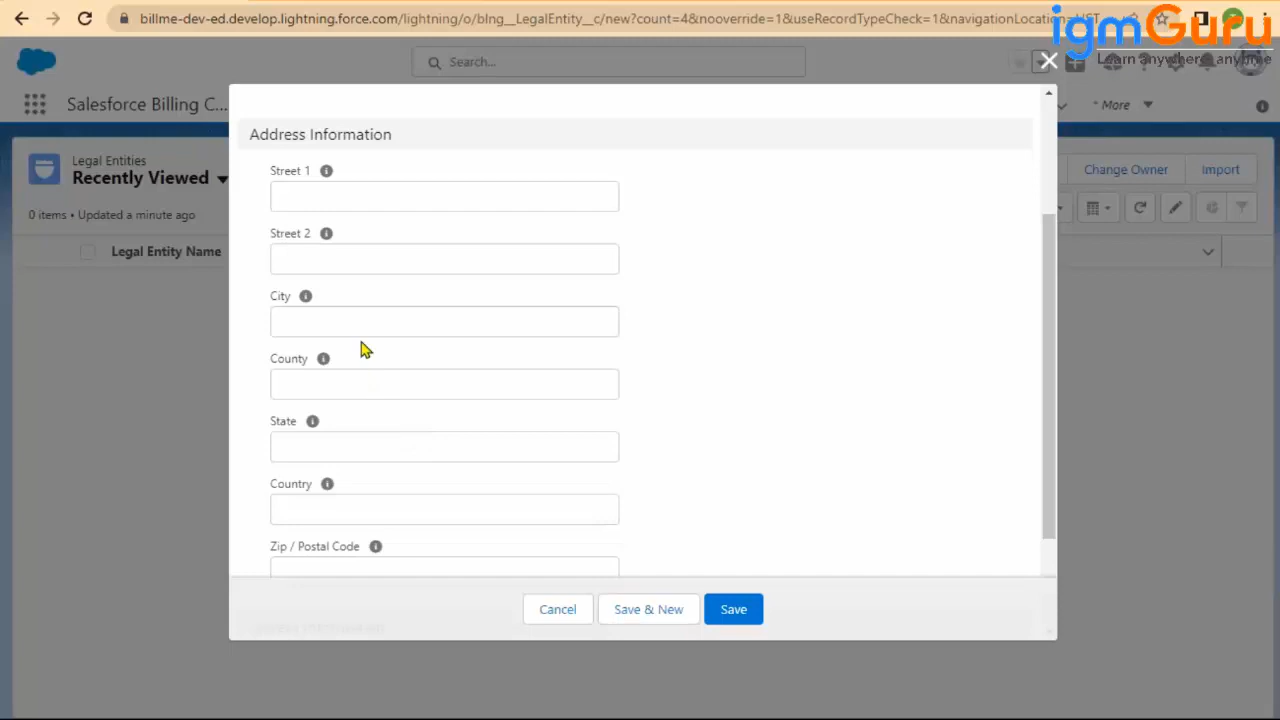 billme-dev-ed.develop.lightning.force.com/lightning/o/blng__LegalEntity__c/new?count=4&nooverride=1&useRecordTypeCheck=1&navigationLocation=LIST
igmGuru
Learn anywhere, anytime
Search...
Salesforce Billing C...
* More
Legal Entities
Recently Viewed
Change Owner
Import
0 items • Updated a minute ago
Legal Entity Name
Address Information
Street 1
Street 2
City
County
State
Country
Zip / Postal Code
Cancel
Save & New
Save